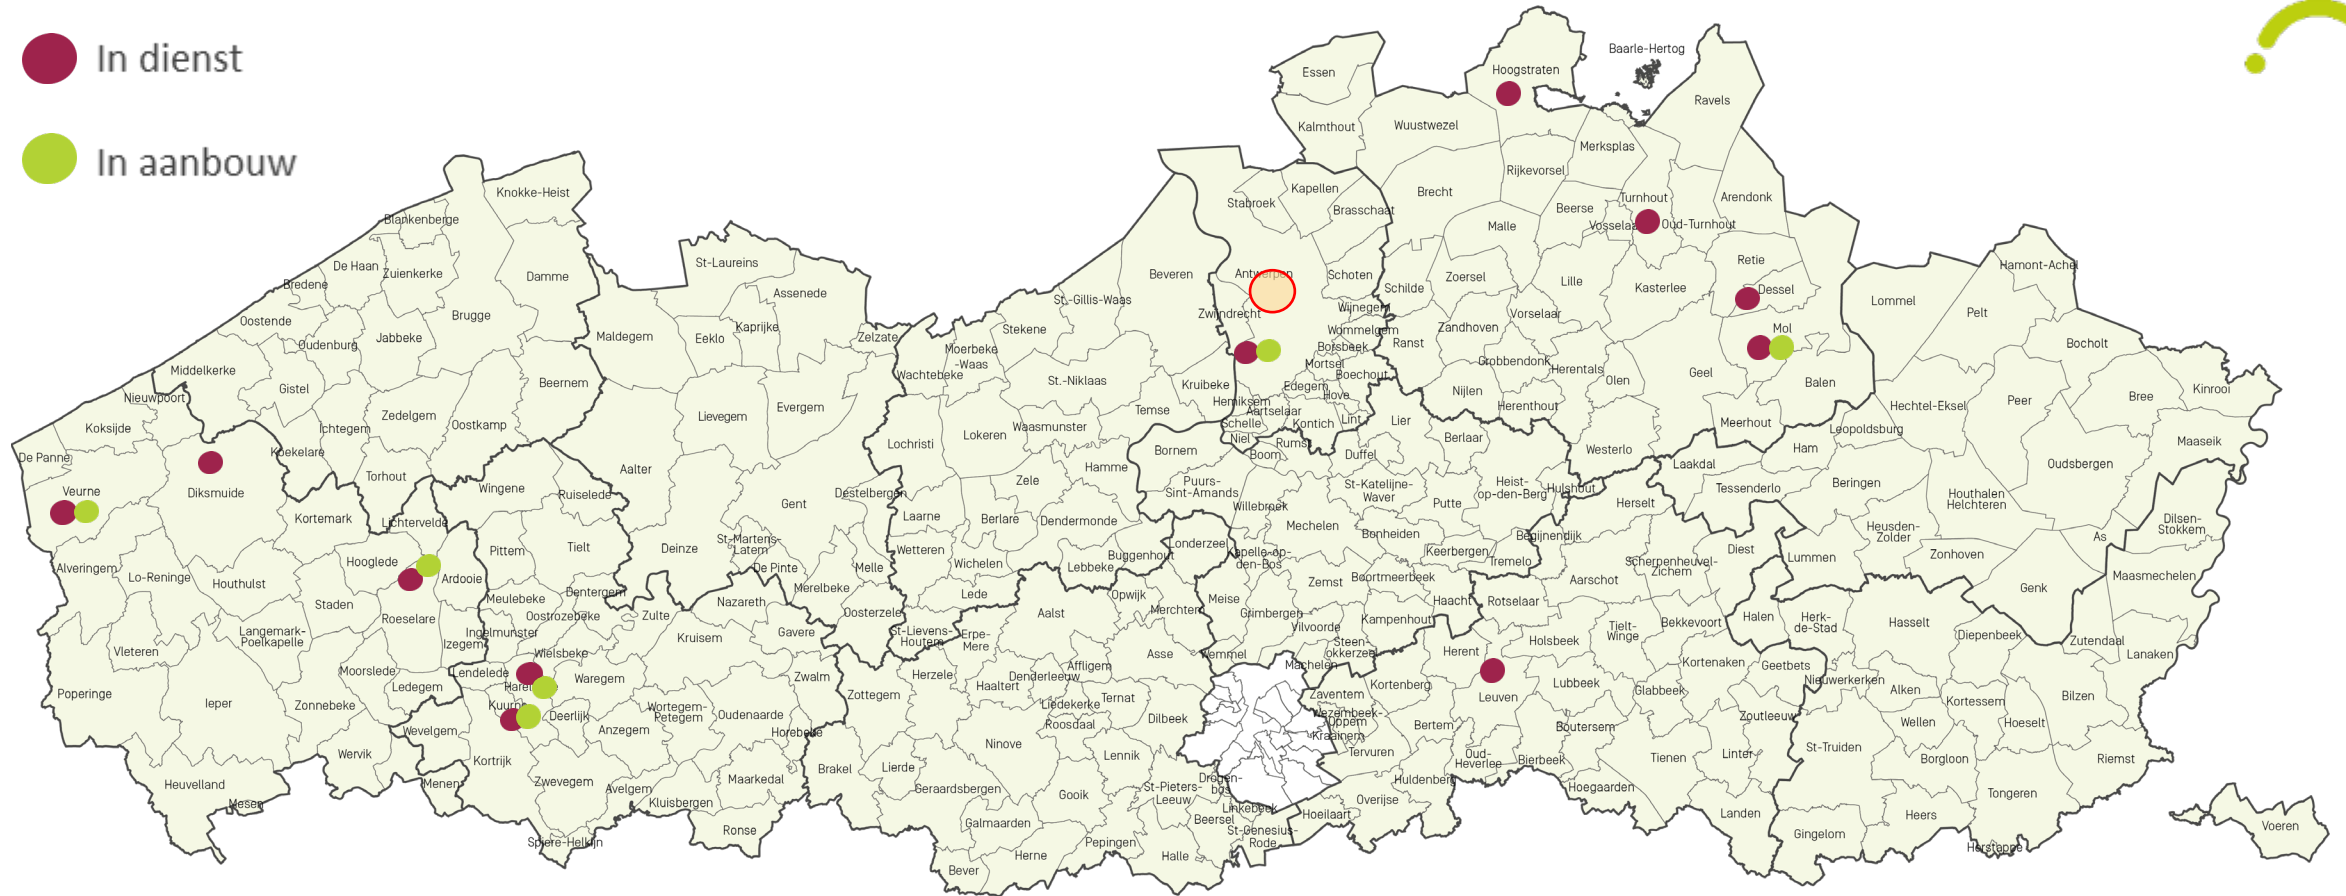 In dienst
In aanbouw
Baarle-Hertog
Hoogstraten
Essen
Ravels
Kalmthout
Wuustwezel
Merksplas
Rijkevorsel
Knokke-Heist
Kapellen
Brecht
Turnhout
Arendonk
Stabroek
Brasschaat
Beerse
Blankenberge
Malle
Vosselaar
Oud-Turnhout
St-Laureins
De Haan
Zuienkerke
Damme
Beveren
Antwerpen
Schoten
Zoersel
Lille
Retie
Hamont-Achel
Bredene
Assenede
St.-Gillis-Waas
Schilde
Kasterlee
Dessel
Lommel
Pelt
Oostende
Brugge
Zwijndrecht
Wijnegem
Vorselaar
Oudenburg
Jabbeke
Maldegem
Eeklo
Kaprijke
Zelzate
Stekene
Wommelgem
Zandhoven
Mol
Ranst
Borsbeek
Bocholt
Middelkerke
Moerbeke
-Waas
Mortsel
Grobbendonk
Herentals
Geel
Gistel
Beernem
Wachtebeke
St.-Niklaas
Kruibeke
Boechout
Olen
Balen
Kinrooi
Nieuwpoort
Edegem
Hove
Nijlen
Bree
Peer
Hemiksem
Aartselaar
Herenthout
Hechtel-Eksel
Koksijde
Ichtegem
Zedelgem
Oostkamp
Lievegem
Evergem
Temse
Schelle
Kontich
Lint
Lier
Meerhout
Leopoldsburg
Waasmunster
Lokeren
Lochristi
Niel
Rumst
Berlaar
Maaseik
De Panne
Koekelare
Bornem
Boom
Duffel
Westerlo
Ham
Oudsbergen
Torhout
Aalter
Hamme
Laakdal
Veurne
Diksmuide
Wingene
Ruiselede
Gent
Destelbergen
Zele
Puurs-
Sint-Amands
St-Katelijne-
Waver
Heist-
op-den-Berg
Hulshout
Tessenderlo
Beringen
Houthalen
Helchteren
Kortemark
Lichtervelde
Laarne
Berlare
Dendermonde
Willebroek
Mechelen
Putte
Herselt
Dilsen-
Stokkem
Heusden-
Zolder
Bonheiden
Begijnendijk
As
Pittem
Tielt
Deinze
St-Martens-
Latem
Wetteren
Buggenhout
Londerzeel
Kapelle-op-
den-Bos
Keerbergen
Tremelo
Diest
Lummen
Zonhoven
Hooglede
Alveringem
Lo-Reninge
Houthulst
Ardooie
De Pinte
Melle
Wichelen
Lebbeke
Zemst
Boortmeerbeek
Aarschot
Scherpenheuvel-
Zichem
Genk
Maasmechelen
Staden
Meulebeke
Dentergem
Merelbeke
Lede
Opwijk
Meise
Haacht
Rotselaar
Nazareth
Roeselare
Oostrozebeke
Zulte
Oosterzele
Aalst
Merchtem
Grimbergen
Kampenhout
Halen
Herk-
de-Stad
Hasselt
Langemark-
Poelkapelle
Ingelmunster
Kruisem
Gavere
St-Lievens-
Houtem
Erpe-
Mere
Vilvoorde
Tielt-
Winge
Bekkevoort
Diepenbeek
Izegem
Holsbeek
Zutendaal
Vleteren
Wielsbeke
Asse
Wemmel
Steen-
okkerzeel
Herent
Lanaken
Moorslede
Lendelede
Waregem
Zwalm
Herzele
Affligem
Machelen
Kortenaken
Geetbets
Poperinge
Ledegem
Zottegem
Haaltert
Denderleeuw
Kortenberg
Lubbeek
Glabbeek
Nieuwerkerken
Alken
Kortessem
Bilzen
Ieper
Zonnebeke
Kuurne
Deerlijk
Wortegem-
Petegem
Oudenaarde
Liedekerke
Ternat
Zaventem
Leuven
Wezembeek-
Oppem
Kraainem
Roosdaal
Dilbeek
Bertem
Boutersem
Zoutleeuw
Wellen
Hoeselt
Wevelgem
Anzegem
Horebeke
Ninove
Wervik
Kortrijk
Lennik
Tervuren
Oud-
Heverlee
Bierbeek
Tienen
Linter
St-Truiden
Borgloon
Riemst
Heuvelland
Menen
Zwevegem
Maarkedal
Brakel
Lierde
Drogen-
bos
Huldenberg
Hoegaarden
Mesen
Avelgem
Kluisbergen
Geraardsbergen
Gooik
St-Pieters-
Leeuw
Linkebeek
Overijse
Tongeren
Ronse
Galmaarden
Beersel
Hoeilaart
Landen
Heers
Voeren
Spiere-Helkijn
St-Genesius-
Rode
Gingelom
Pepingen
Herne
Halle
Herstappe
Bever